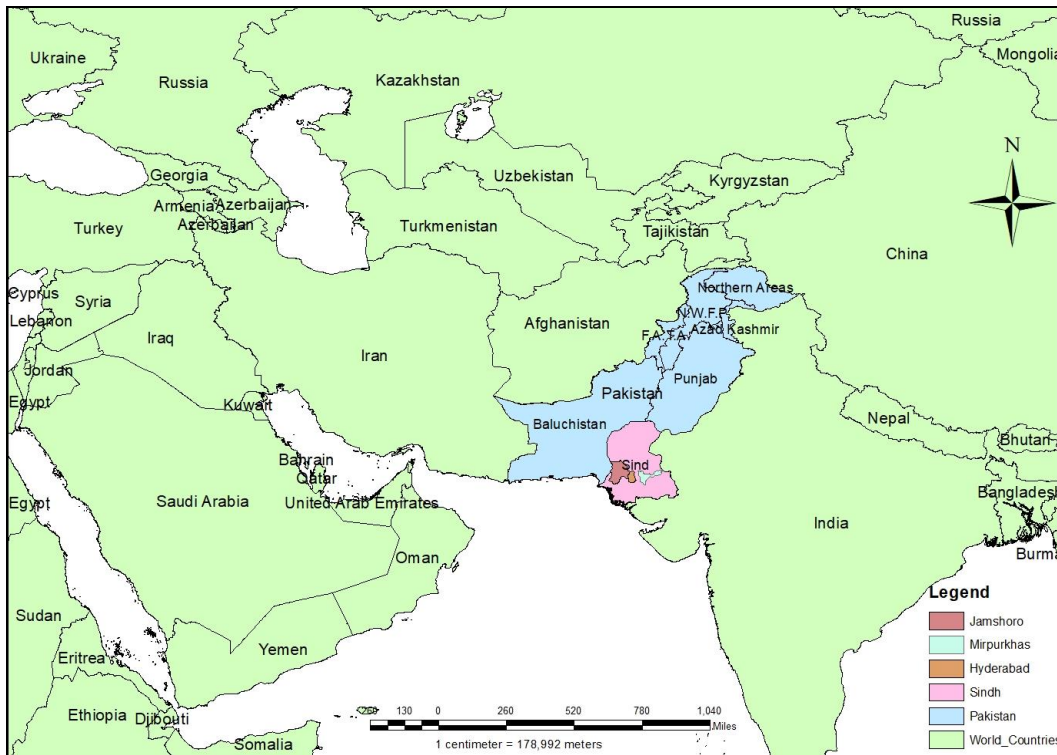 Russia
Ukraine
Mongolia
Russia
Kazakhstan
N
Georgia
Uzbekistan
Kyrgyzstan
Armenia
Azerbaijan
Azerbaijan
Turkey
Turkmenistan
Tajikistan
China
Cyprus
Syria
Northern Areas
Lebanon
N.W.F.P.
Afghanistan
Azad Kashmir
Iraq
F.A.T.A.
Iran
Jordan
Punjab
Pakistan
Egypt
Kuwait
Baluchistan
Nepal
Bhutan
Bahrain
Sind
Qatar
Saudi Arabia
United Arab Emirates
Egypt
Bangladesh
India
Oman
Burma
Legend
Sudan
Jamshoro
Mirpurkhas
Yemen
Eritrea
Hyderabad
Sindh
Ethiopia
Djibouti
260 130 0 260 520 780 1,040
Miles
Pakistan
1 centimeter = 178,992 meters
World_Countries
Somalia